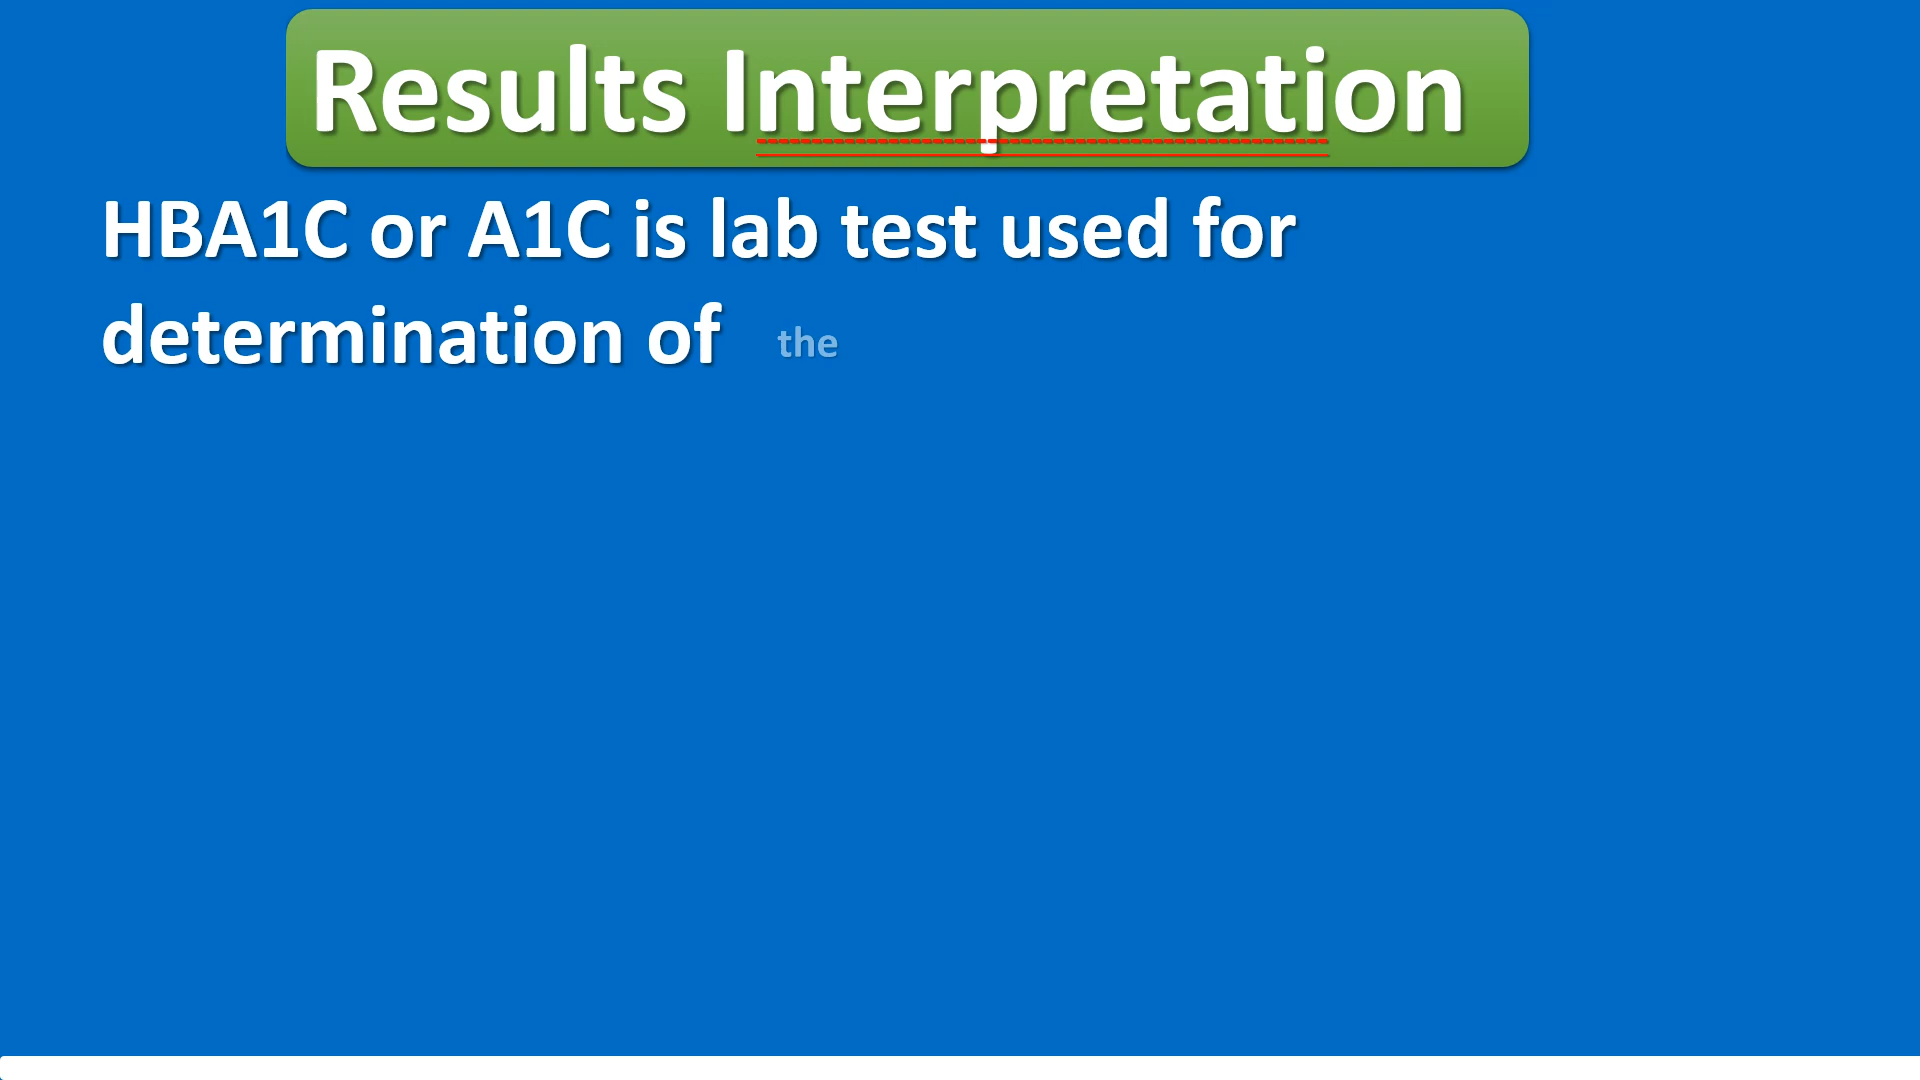 Results Interpretation
HBA1C or A1C is lab test used for
determination of the